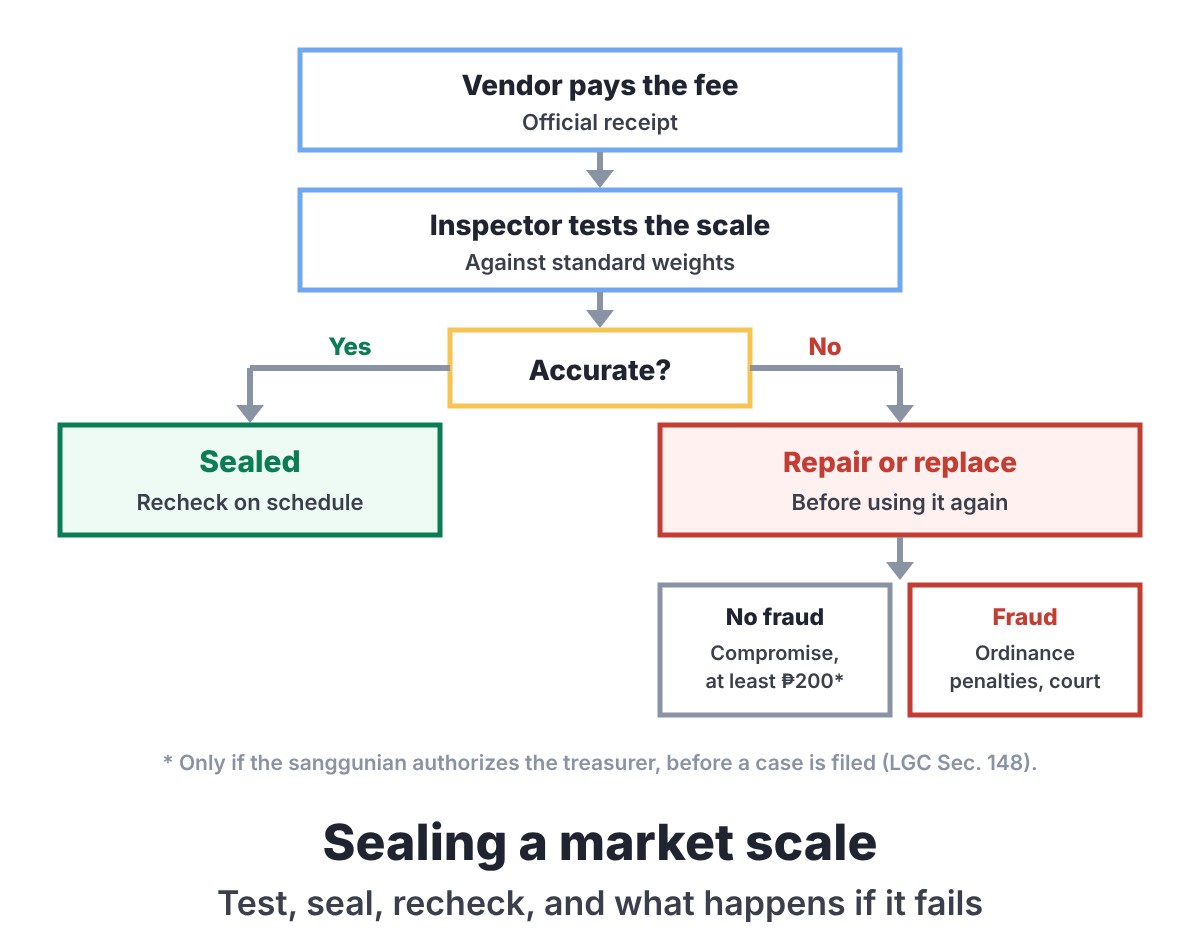 Vendor pays the fee
Official receipt
Inspector tests the scale
Against standard weights
Yes
Accurate?
No
Sealed
Recheck on schedule
Repair or replace
Before using it again
No fraud
Compromise,
at least ₱200*
Fraud
Ordinance
penalties, court
* Only if the sanggunian authorizes the treasurer, before a case is filed (LGC Sec. 148).
Sealing a market scale
Test, seal, recheck, and what happens if it fails